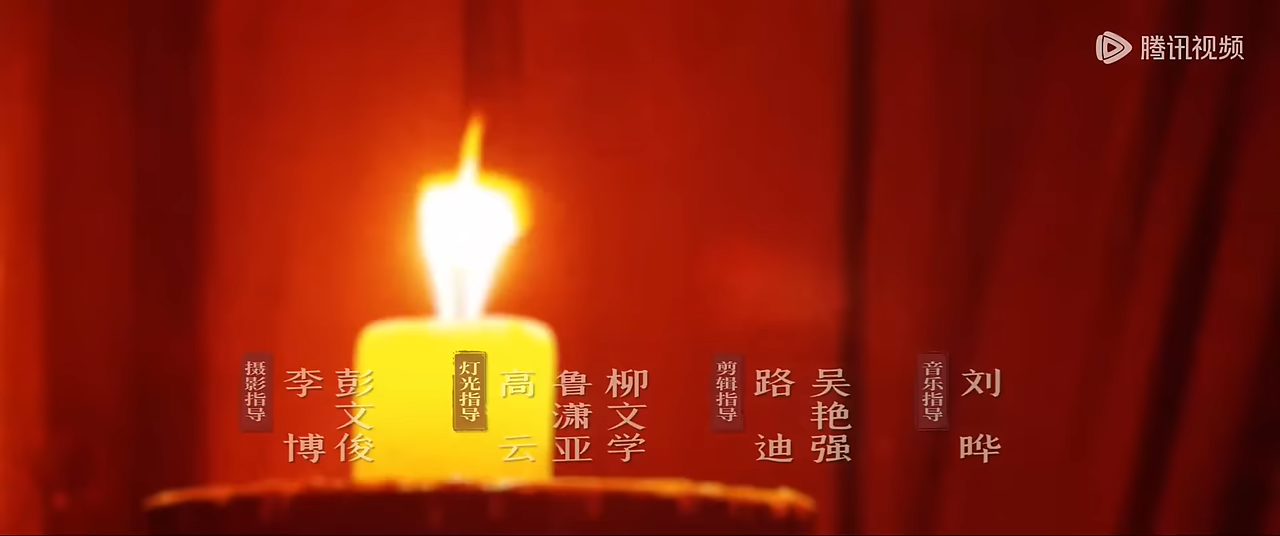 腾讯视频
摄影指导
李博
彭文俊
灯光指导
高云
鲁潇亚
柳文学
剪辑指导
路迪
吴艳强
音乐指导
刘晔